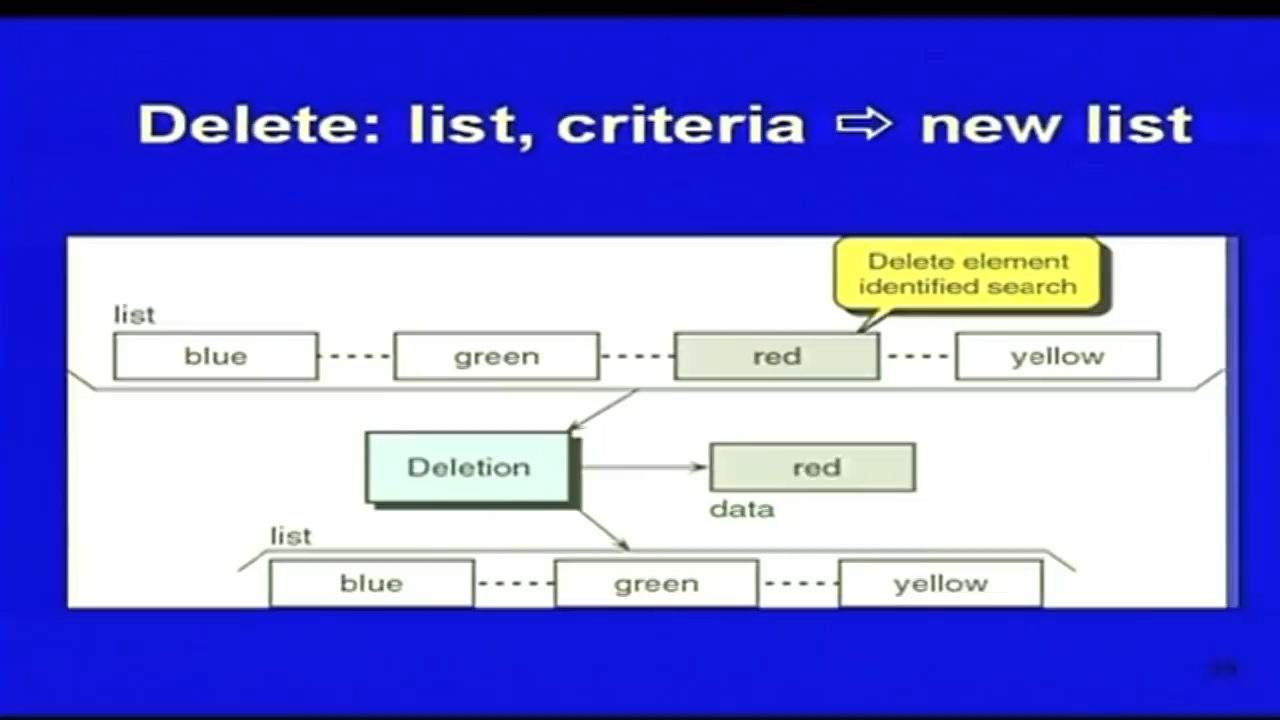 Delete: list, criteria ⇨ new list
Delete element
identified search
list
blue
green
red
yellow
Deletion
red
data
list
blue
green
yellow